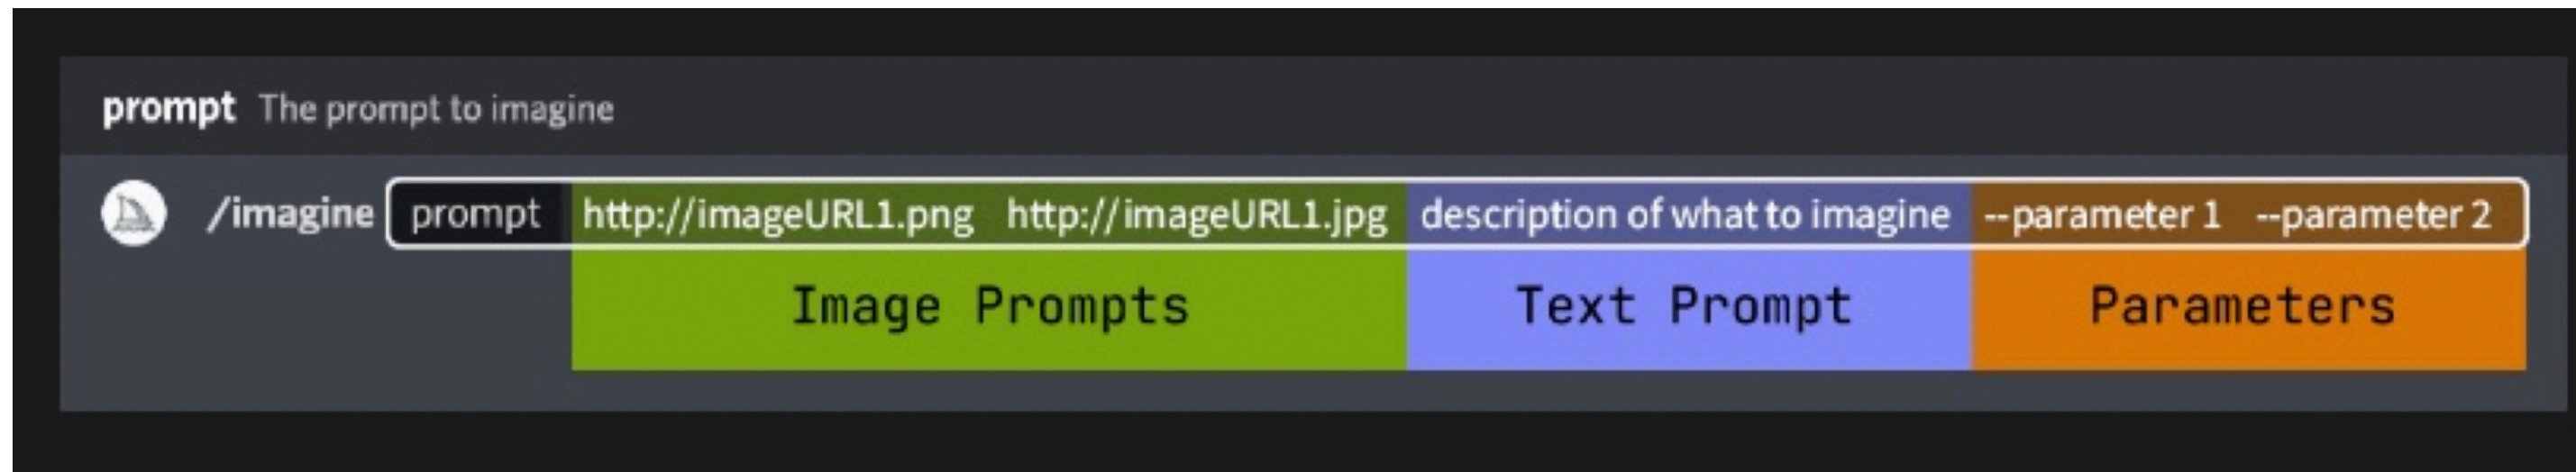 prompt The prompt to imagine
/imagine prompt http://imageURL1.png http://imageURL1.jpg description of what to imagine --parameter 1 --parameter 2
Image Prompts Text Prompt Parameters